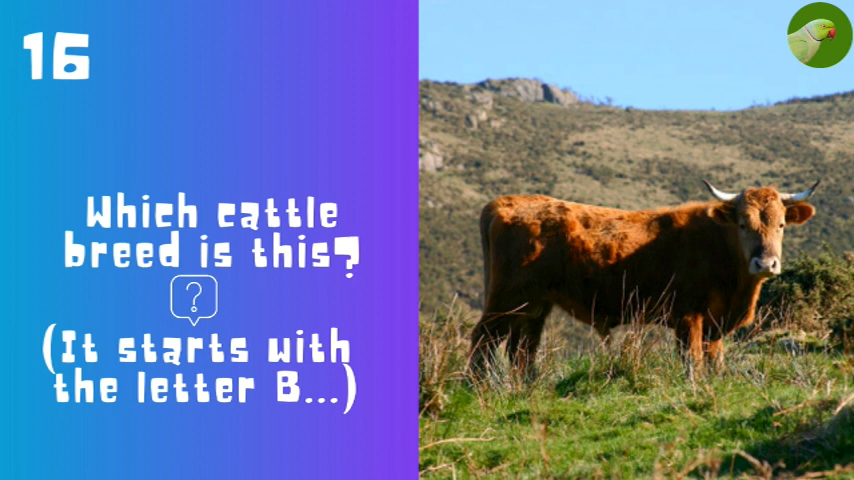 16
Which cattle
breed is this?
?
(It starts with
the letter B...)